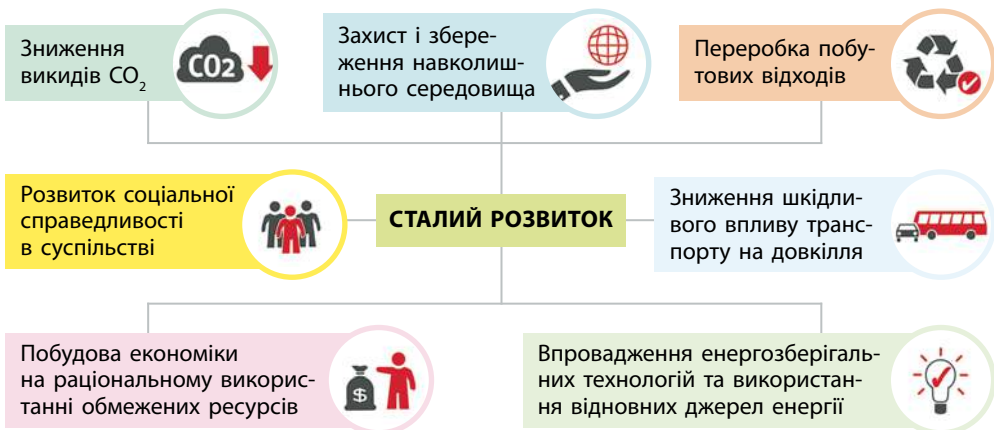 Зниження
викидів CO₂
CO2
Захист і збере-
ження навколиш-
нього середовища
Переробка побу-
тових відходів
Розвиток соціальної
справедливості
в суспільстві
СТАЛИЙ РОЗВИТОК
Зниження шкідли-
вого впливу транс-
порту на довкілля
Побудова економіки
на раціональному викорис-
танні обмежених ресурсів
$
Впровадження енергозберігаль-
них технологій та використан-
ня відновних джерел енергії